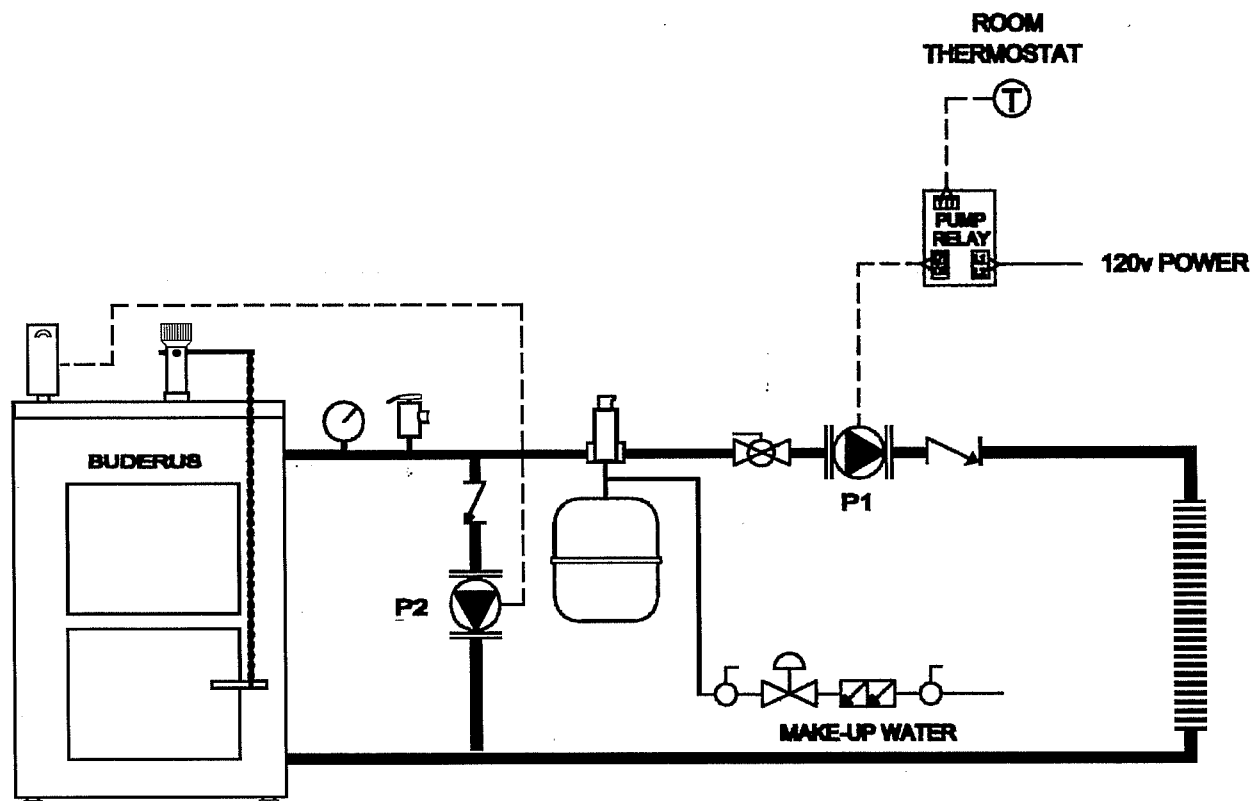 ROOM
THERMOSTAT
T
PUMP
RELAY
120v POWER
BUDERUS
P1
P2
MAKE-UP WATER